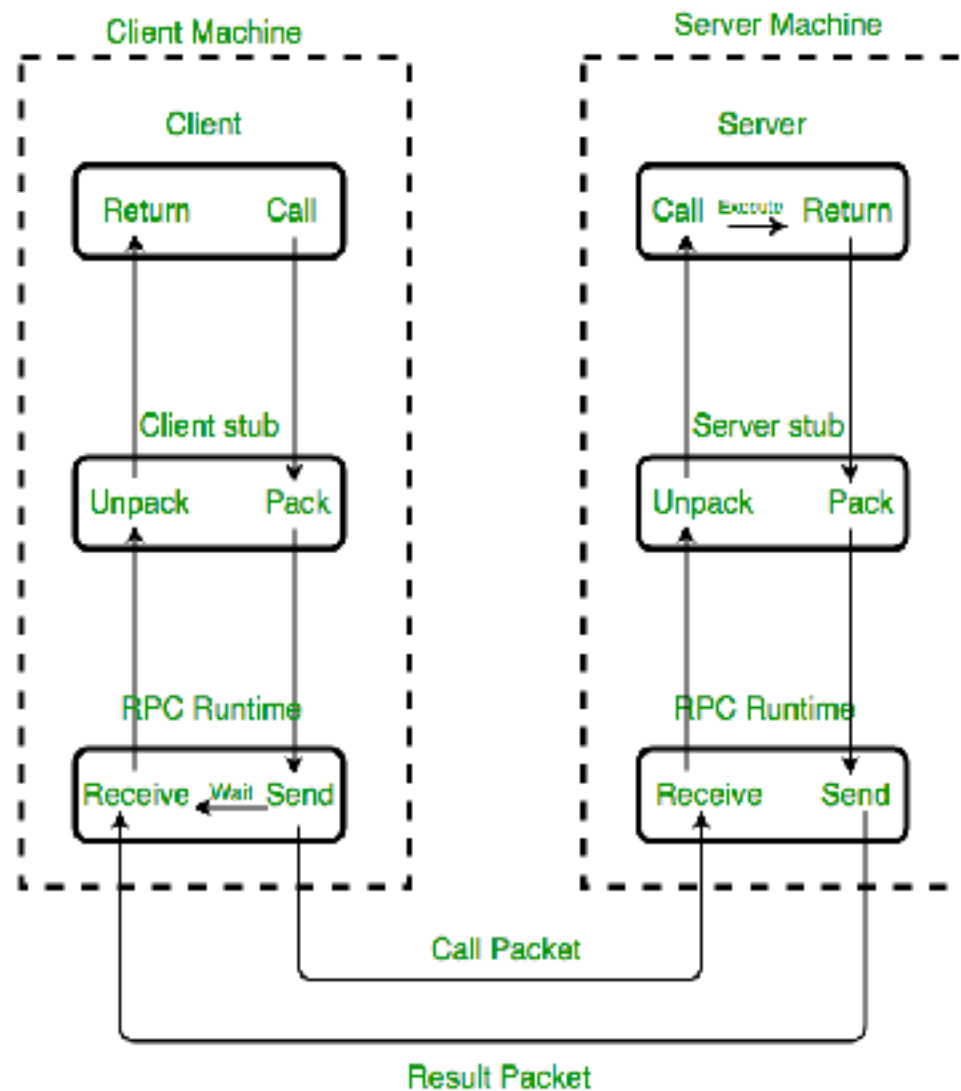 Client Machine
Server Machine
Client
Server
Return Call
Call Execute Return
Client stub
Server stub
Unpack Pack
Unpack Pack
RPC Runtime
RPC Runtime
Receive Wait Send
Receive Send
Call Packet
Result Packet